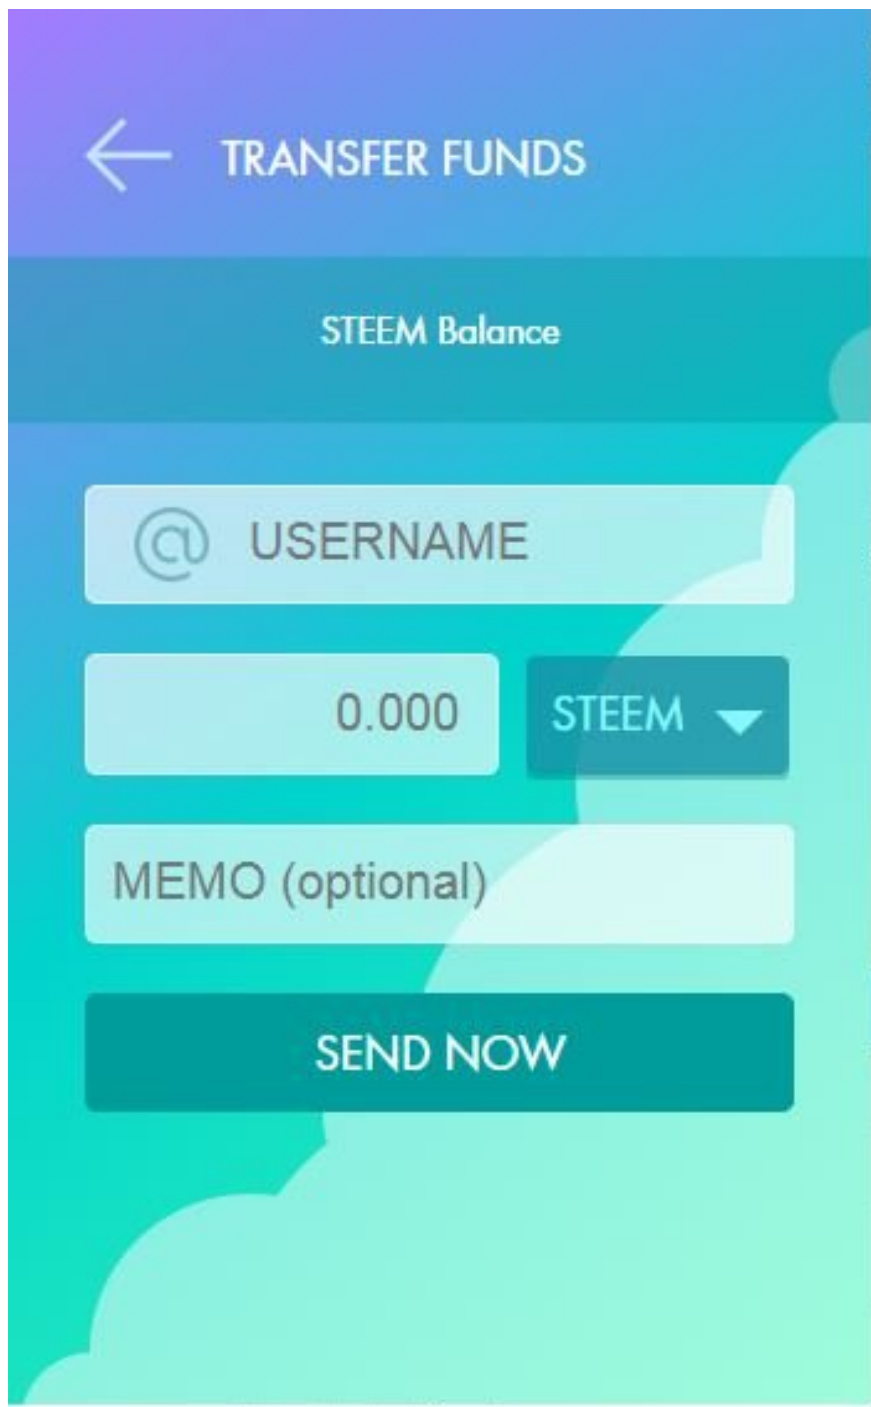 TRANSFER FUNDS
STEEM Balance
@ USERNAME
0.000 STEEM
MEMO (optional)
SEND NOW